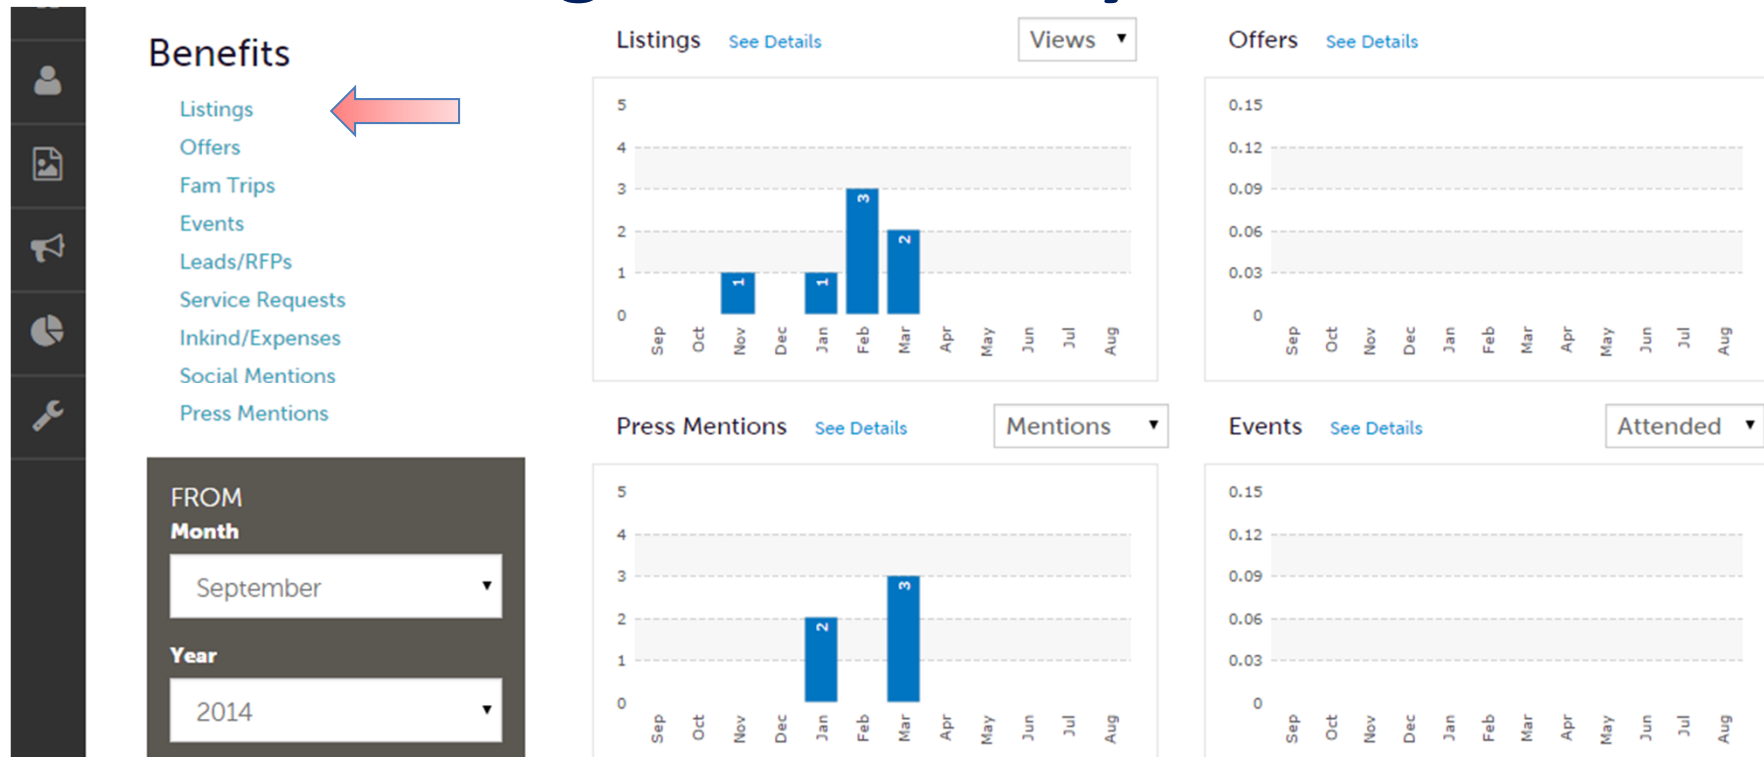 Benefits
Listings
Offers
Fam Trips
Events
Leads/RFPs
Service Requests
Inkind/Expenses
Social Mentions
Press Mentions
FROM
Month
September
Year
2014
Listings See Details Views
5
4
3
2
1
0
1 1 3 2
Sep Oct Nov Dec Jan Feb Mar Apr May Jun Jul Aug
Offers See Details
0.15
0.12
0.09
0.06
0.03
0
Sep Oct Nov Dec Jan Feb Mar Apr May Jun Jul Aug
Press Mentions See Details Mentions
5
4
3
2
1
0
2 3
Sep Oct Nov Dec Jan Feb Mar Apr May Jun Jul Aug
Events See Details Attended
0.15
0.12
0.09
0.06
0.03
0
Sep Oct Nov Dec Jan Feb Mar Apr May Jun Jul Aug